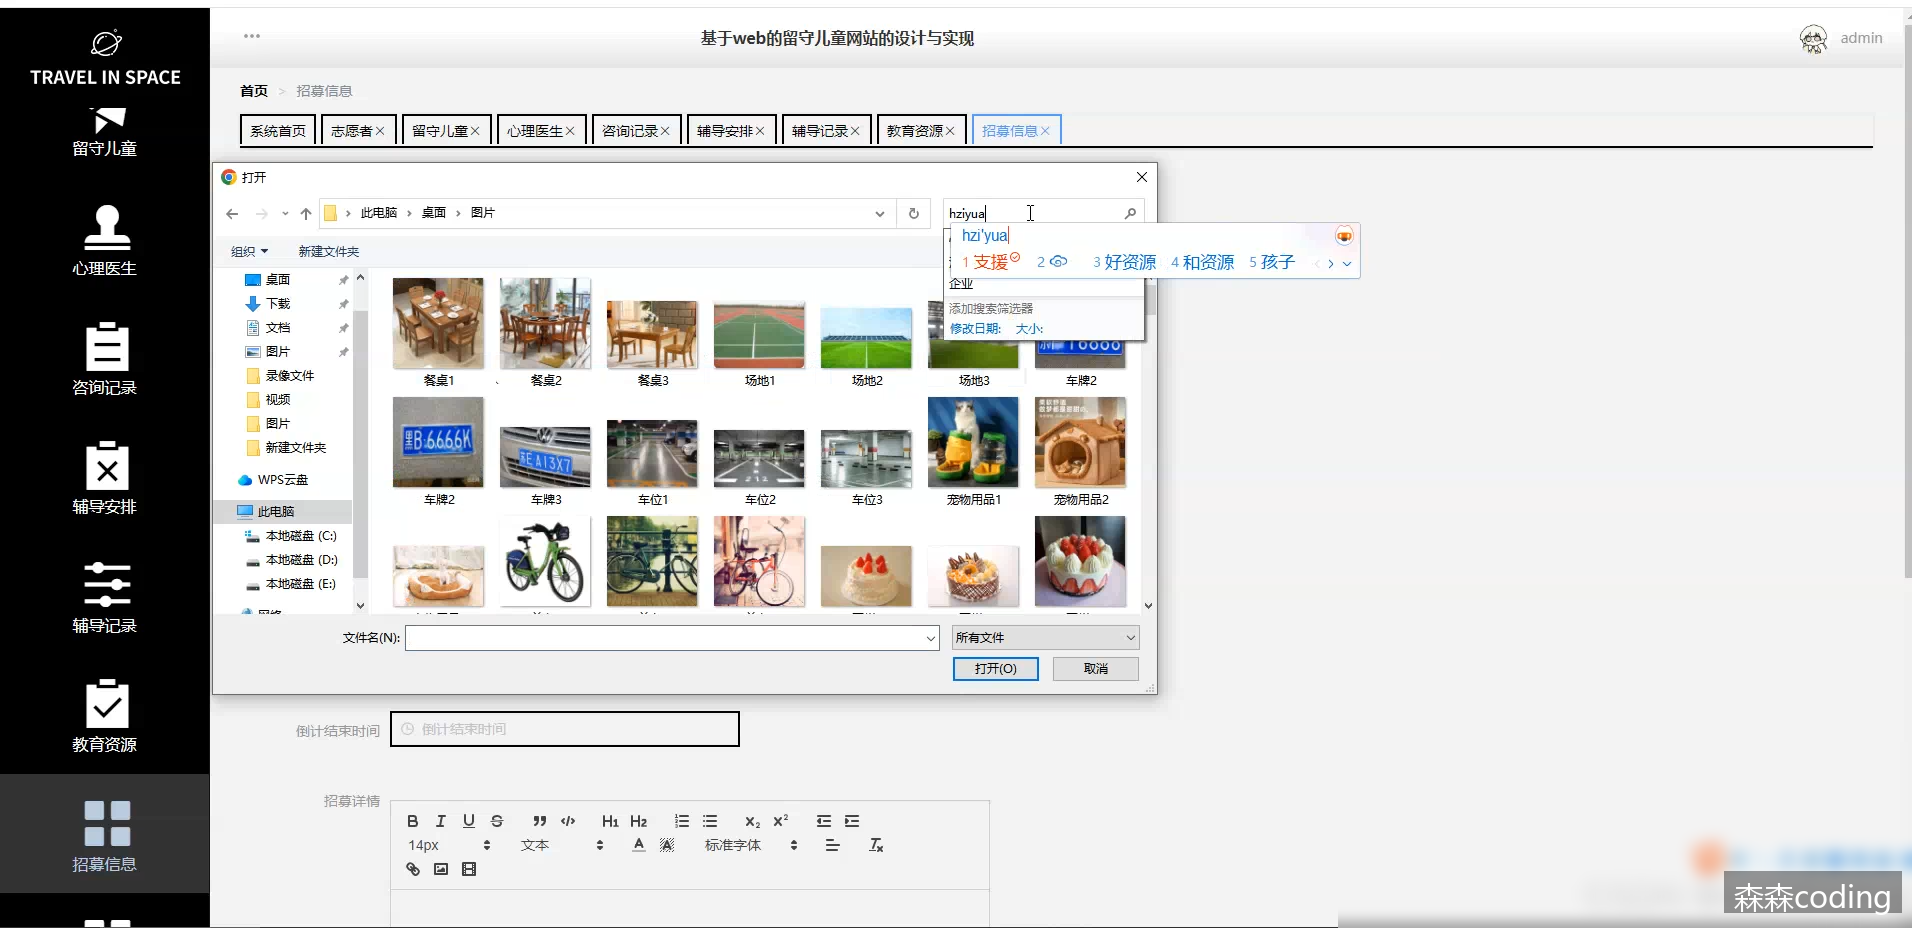 TRAVEL IN SPACE
留守儿童
心理医生
咨询记录
辅导安排
辅导记录
教育资源
招募信息
基于web的留守儿童网站的设计与实现
admin
首页 > 招募信息
系统首页 志愿者 留守儿童 心理医生 咨询记录 辅导安排 辅导记录 教育资源 招募信息
打开
此电脑 › 桌面 › 图片
hziyua
组织 新建文件夹
hzi'yua
1 支援 2 3 好资源 4 和资源 5 孩子
企业
添加搜索筛选器
修改日期: 大小:
桌面
下载
文档
图片
录像文件
视频
图片
新建文件夹
WPS云盘
此电脑
本地磁盘 (C:)
本地磁盘 (D:)
本地磁盘 (E:)
网络
餐桌1 餐桌2 餐桌3 场地1 场地2 场地3 车牌2
黑B·6666K
苏E A13X7
车牌2 车牌3 车位1 车位2 车位3 宠物用品1 宠物用品2
文件名(N):
所有文件
打开(O) 取消
倒计结束时间 倒计结束时间
招募详情
B I U S H1 H2 x₂ x²
14px 文本 A A 标准字体 Tx
森森coding